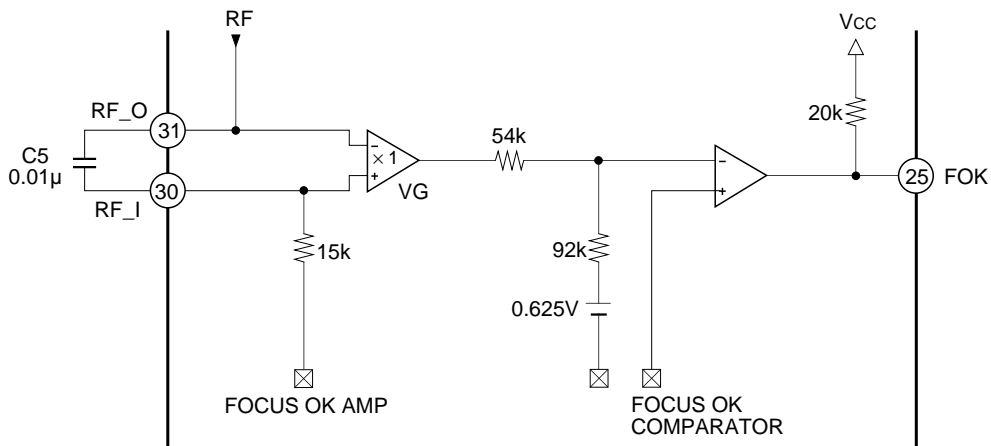 RF
VCC
RF_O
31
C5
0.01µ
30
RF_I
− × 1 +
VG
54k
− +
20k
25 FOK
15k
92k
0.625V
FOCUS OK AMP
FOCUS OK
COMPARATOR